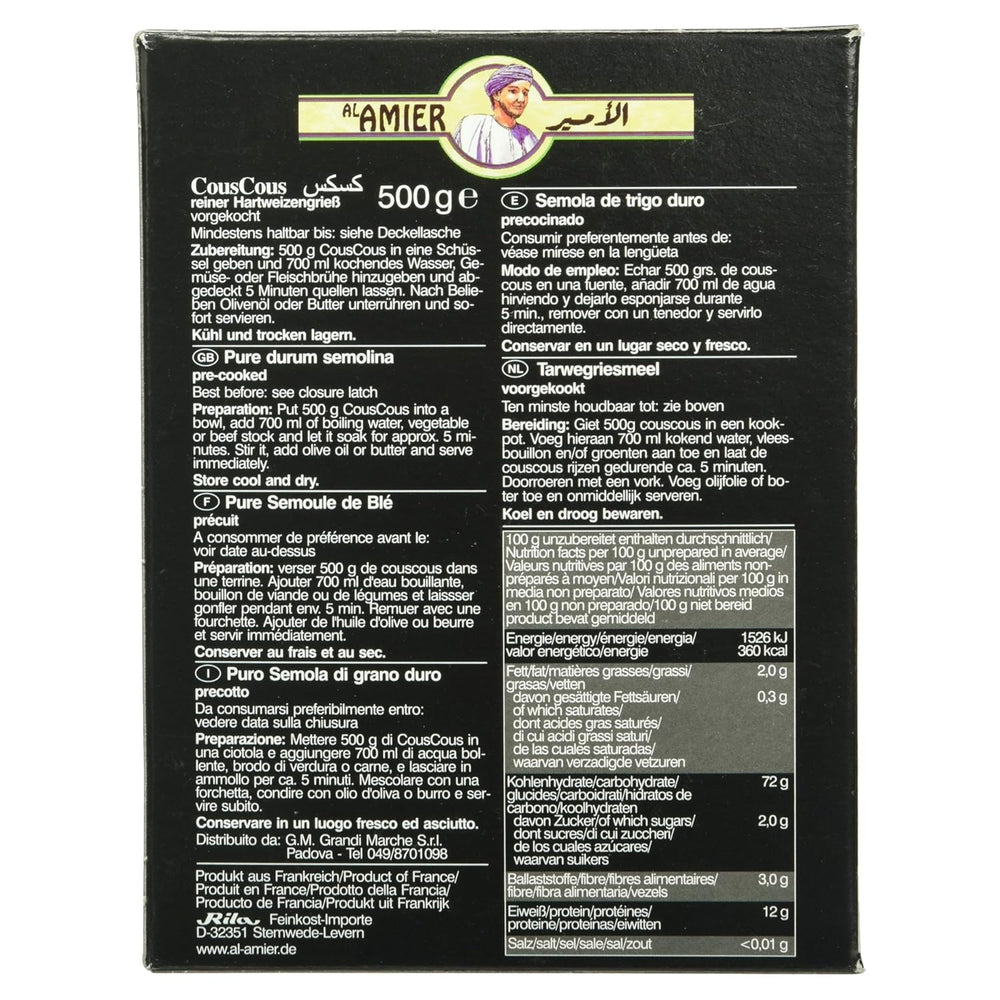 AL AMIER الأمير
CousCous كسكس
reiner Hartweizengrieß
500 g e
vorgekocht
Mindestens haltbar bis: siehe Deckellasche
Zubereitung: 500 g CousCous in eine Schüs-
sel geben und 700 ml kochendes Wasser, Ge-
müse- oder Fleischbrühe hinzugeben und ab-
gedeckt 5 Minuten quellen lassen. Nach Belie-
ben Olivenöl oder Butter unterrühren und so-
fort servieren.
Kühl und trocken lagern.
GB Pure durum semolina
pre-cooked
Best before: see closure latch
Preparation: Put 500 g CousCous into a
bowl, add 700 ml of boiling water, vegetable
or beef stock and let it soak for approx. 5 mi-
nutes. Stir it, add olive oil or butter and serve
immediately.
Store cool and dry.
F Pure Semoule de Blé
précuit
A consommer de préférence avant le:
voir date au-dessus
Préparation: verser 500 g de couscous dans
une terrine. Ajouter 700 ml d'eau bouillante,
bouillon de viande ou de légumes et laissser
gonfler pendant env. 5 min. Remuer avec une
fourchette. Ajouter de l'huile d'olive ou beurre
et servir immédiatement.
Conserver au frais et au sec.
I Puro Semola di grano duro
precotto
Da consumarsi preferibilmente entro:
vedere data sulla chiusura
Preparazione: Mettere 500 g di CousCous in
una ciotola e aggiungere 700 ml di acqua bol-
lente, brodo di verdura o carne, e lasciare in
ammollo per ca. 5 minuti. Mescolare con una
forchetta, condire con olio d'oliva o burro e ser-
vire subito.
Conservare in un luogo fresco ed asciutto.
Distribuito da: G.M. Grandi Marche S.r.l.
Padova - Tel 049/8701098
Produkt aus Frankreich/Product of France/
Produit en France/Prodotto della Francia/
Producto de Francia/Produkt uit Frankrijk
Rila Feinkost-Importe
D-32351 Stemwede-Levern
www.al-amier.de
E Semola de trigo duro
precocinado
Consumir preferentemente antes de:
véase mírese en la lengüeta
Modo de empleo: Echar 500 grs. de cous-
cous en una fuente, añadir 700 ml de agua
hirviendo y dejarlo esponjarse durante
5 min., remover con un tenedor y servirlo
directamente.
Conservar en un lugar seco y fresco.
NL Tarwegriesmeel
voorgekookt
Ten minste houdbaar tot: zie boven
Bereiding: Giet 500g couscous in een kook-
pot. Voeg hieraan 700 ml kokend water, vlees-
bouillon en/of groenten aan toe en laat de
couscous rijzen gedurende ca. 5 minuten.
Doorroeren met een vork. Voeg olijfolie of bo-
ter toe en onmiddellijk serveren.
Koel en droog bewaren.
100 g unzubereitet enthalten durchschnittlich/
Nutrition facts per 100 g unprepared in average/
Valeurs nutritives par 100 g des aliments non-
préparés à moyen/Valori nutrizionali per 100 g in
media non preparato/ Valores nutritivos medios
en 100 g non preparado/100 g niet bereid
product bevat gemiddeld
Energie/energy/énergie/energia/ 1526 kJ
valor energético/energie 360 kcal
Fett/fat/matières grasses/grassi/ 2,0 g
grasas/vetten
davon gesättigte Fettsäuren/ 0,3 g
of which saturates/
dont acides gras saturés/
di cui acidi grassi saturi/
de las cuales saturadas/
waarvan verzadigde vetzuren
Kohlenhydrate/carbohydrate/ 72 g
glucides/carboidrati/hidratos de
carbono/koolhydraten
davon Zucker/of which sugars/ 2,0 g
dont sucres/di cui zuccheri/
de los cuales azúcares/
waarvan suikers
Ballaststoffe/fibre/fibres alimentaires/ 3,0 g
fibre/fibra alimentaria/vezels
Eiweiß/protein/protéines/ 12 g
proteine/proteínas/eiwitten
Salz/salt/sel/sale/sal/zout <0,01 g